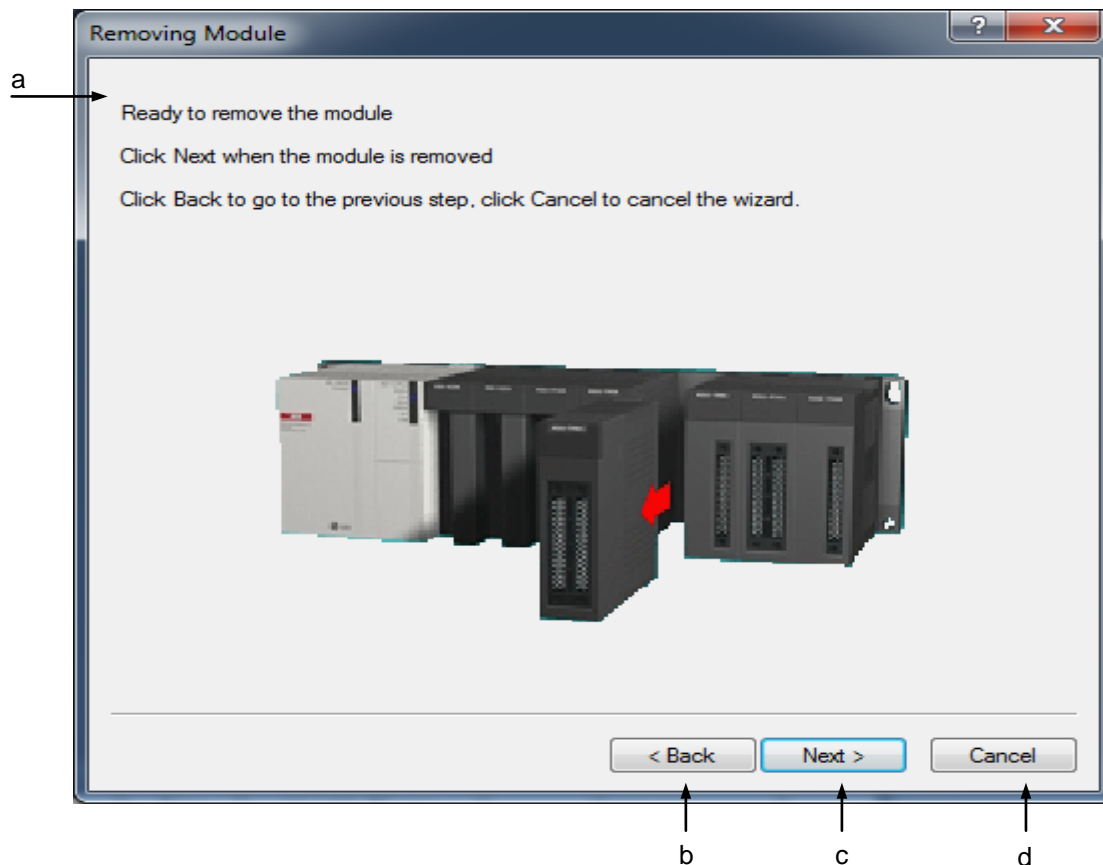 Removing Module
?
X
a
Ready to remove the module
Click Next when the module is removed
Click Back to go to the previous step, click Cancel to cancel the wizard.
< Back
Next >
Cancel
b
c
d